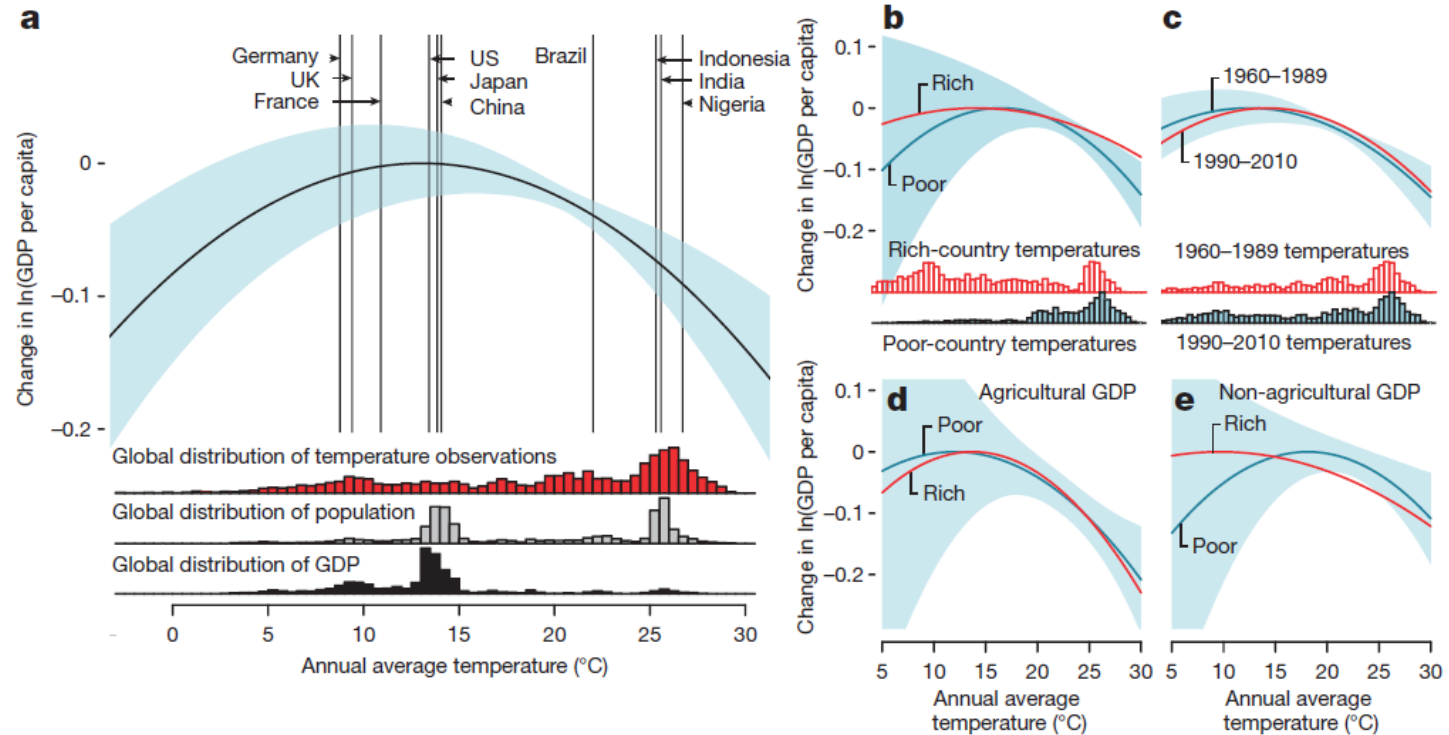 a
Germany
UK
France
US
Japan
China
Brazil
Indonesia
India
Nigeria
Change in ln(GDP per capita)
0
–0.1
–0.2
Global distribution of temperature observations
Global distribution of population
Global distribution of GDP
0 5 10 15 20 25 30
Annual average temperature (°C)
b
Change in ln(GDP per capita)
0.1
0
–0.1
–0.2
Rich
Poor
Rich-country temperatures
Poor-country temperatures
c
1960–1989
1990–2010
1960–1989 temperatures
1990–2010 temperatures
d
Agricultural GDP
Change in ln(GDP per capita)
0.1
0
–0.1
–0.2
Poor
Rich
5 10 15 20 25 30
Annual average
temperature (°C)
e
Non-agricultural GDP
Rich
Poor
5 10 15 20 25 30
Annual average
temperature (°C)